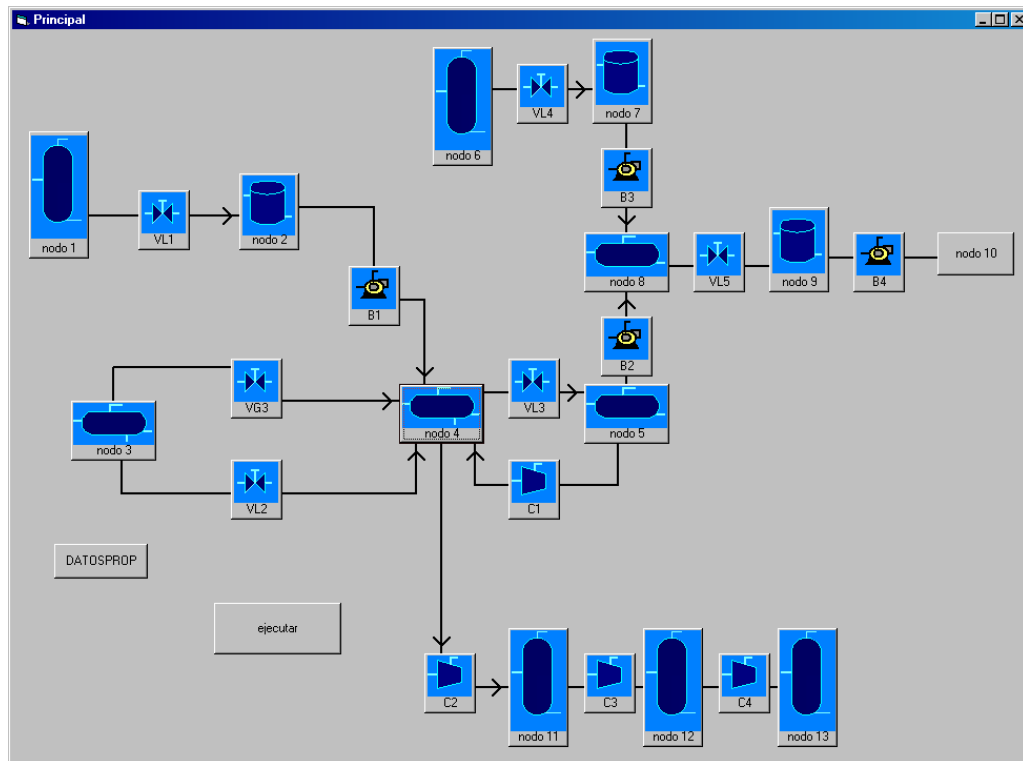 Principal
nodo 6
VL4
nodo 7
nodo 1
VL1
nodo 2
B3
B1
nodo 8
VL5
nodo 9
B4
nodo 10
B2
VG3
nodo 3
nodo 4
VL3
nodo 5
VL2
C1
DATOSPROP
ejecutar
C2
nodo 11
C3
nodo 12
C4
nodo 13